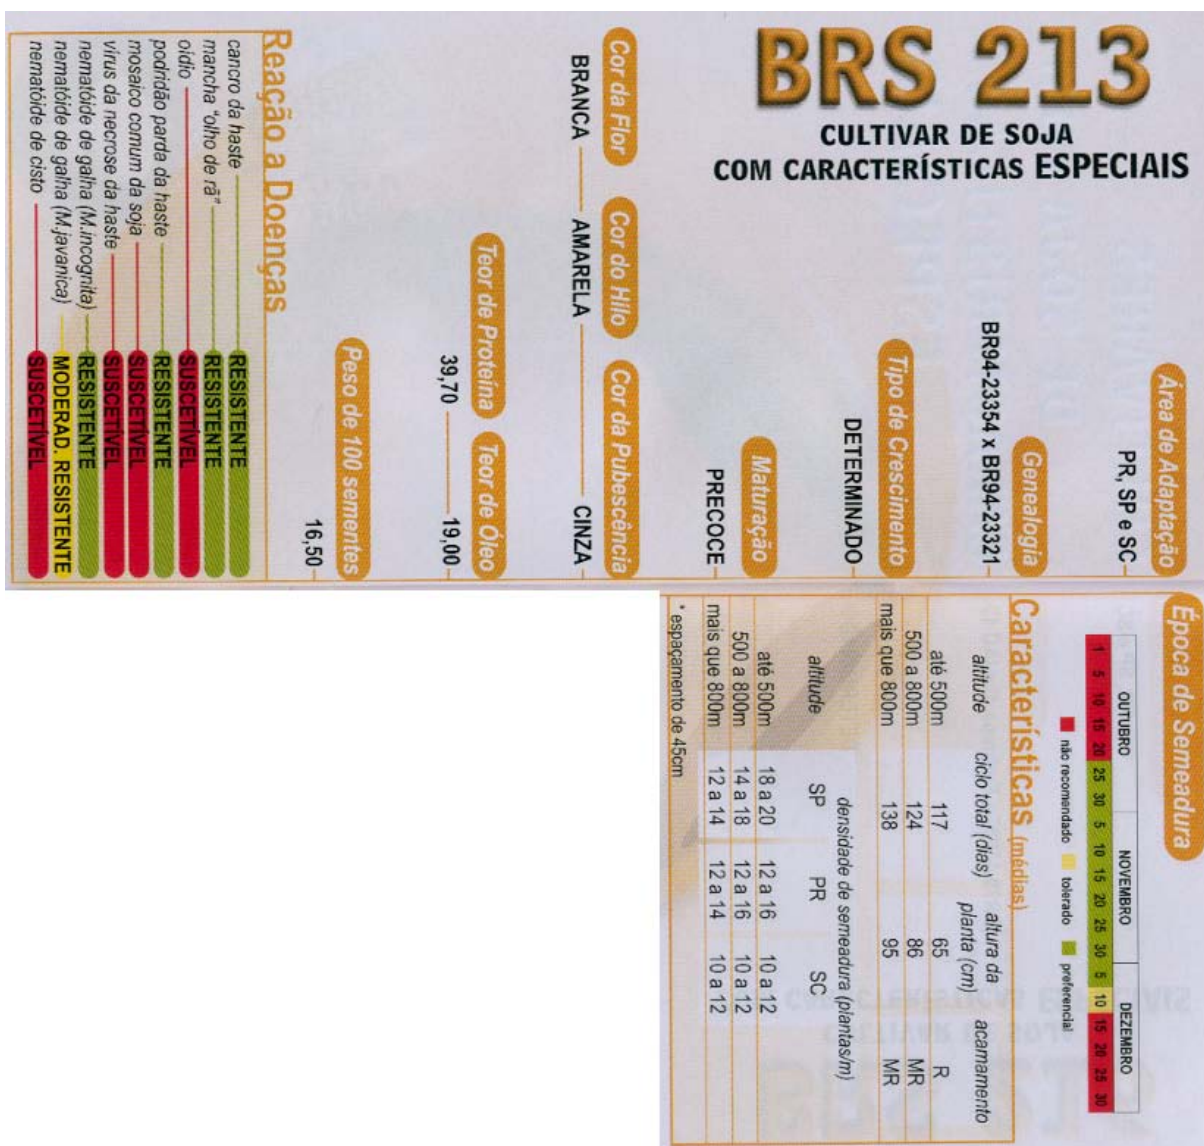 BRS 213
CULTIVAR DE SOJA
COM CARACTERÍSTICAS ESPECIAIS
Área de Adaptação
PR, SP e SC
Genealogia
BR94-23354 x BR94-23321
Tipo de Crescimento
DETERMINADO
Maturação
PRECOCE
Cor da Flor Cor do Hilo Cor da Pubescência
BRANCA AMARELA CINZA
Teor de Proteína Teor de Óleo
39,70 19,00
Peso de 100 sementes
16,50
Reação a Doenças
cancro da haste RESISTENTE
mancha "olho de rã" RESISTENTE
oídio SUSCETÍVEL
podridão parda da haste RESISTENTE
mosaico comum da soja SUSCETÍVEL
vírus da necrose da haste SUSCETÍVEL
nematóide de galha (M.incognita) RESISTENTE
nematóide de galha (M.javanica) MODERAD. RESISTENTE
nematóide de cisto SUSCETÍVEL
Época de Semeadura
OUTUBRO NOVEMBRO DEZEMBRO
1 5 10 15 20 25 30 5 10 15 20 25 30 5 10 15 20 25 30
não recomendado tolerado preferencial
Características (médias)
altitude ciclo total (dias) altura da planta (cm) acamamento
até 500m 117 65 R
500 a 800m 124 86 MR
mais que 800m 138 95 MR
densidade de semeadura (plantas/m)
altitude SP PR SC
até 500m 18 a 20 12 a 16 10 a 12
500 a 800m 14 a 18 12 a 16 10 a 12
mais que 800m 12 a 14 12 a 14 10 a 12
* espaçamento de 45cm